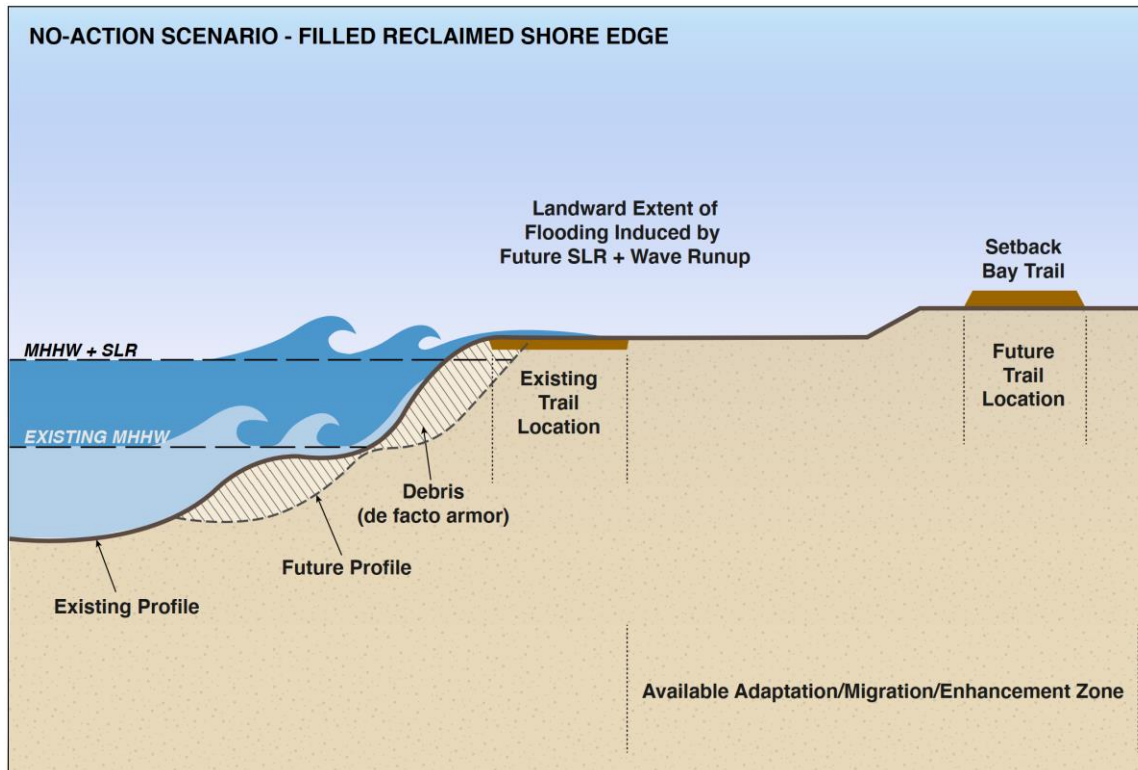 NO-ACTION SCENARIO - FILLED RECLAIMED SHORE EDGE
Landward Extent of
Flooding Induced by
Future SLR + Wave Runup
Setback
Bay Trail
MHHW + SLR
Existing
Trail
Location
Future
Trail
Location
EXISTING MHHW
Debris
(de facto armor)
Future Profile
Existing Profile
Available Adaptation/Migration/Enhancement Zone